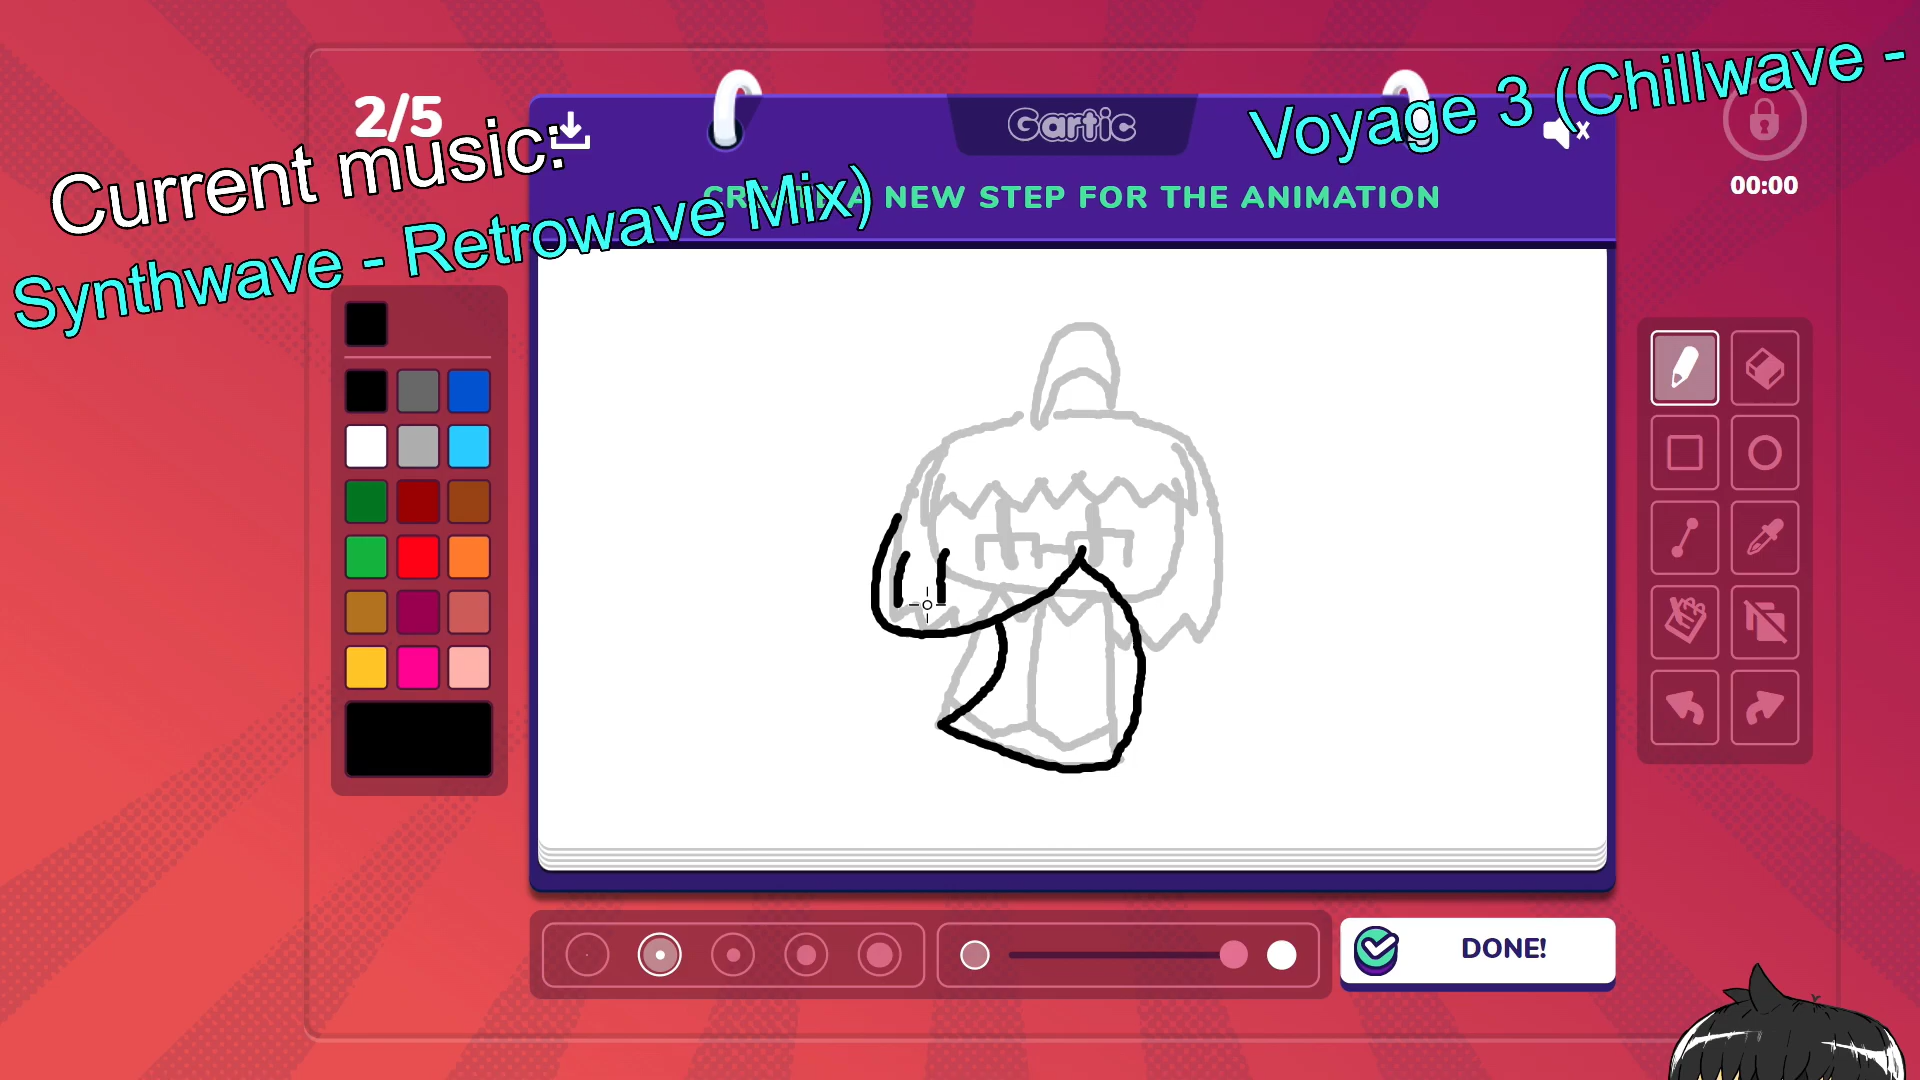 2/5
Current music:
Voyage 3 (Chillwave -
Synthwave - Retrowave Mix)
Gartic
00:00
CREATE A NEW STEP FOR THE ANIMATION
DONE!